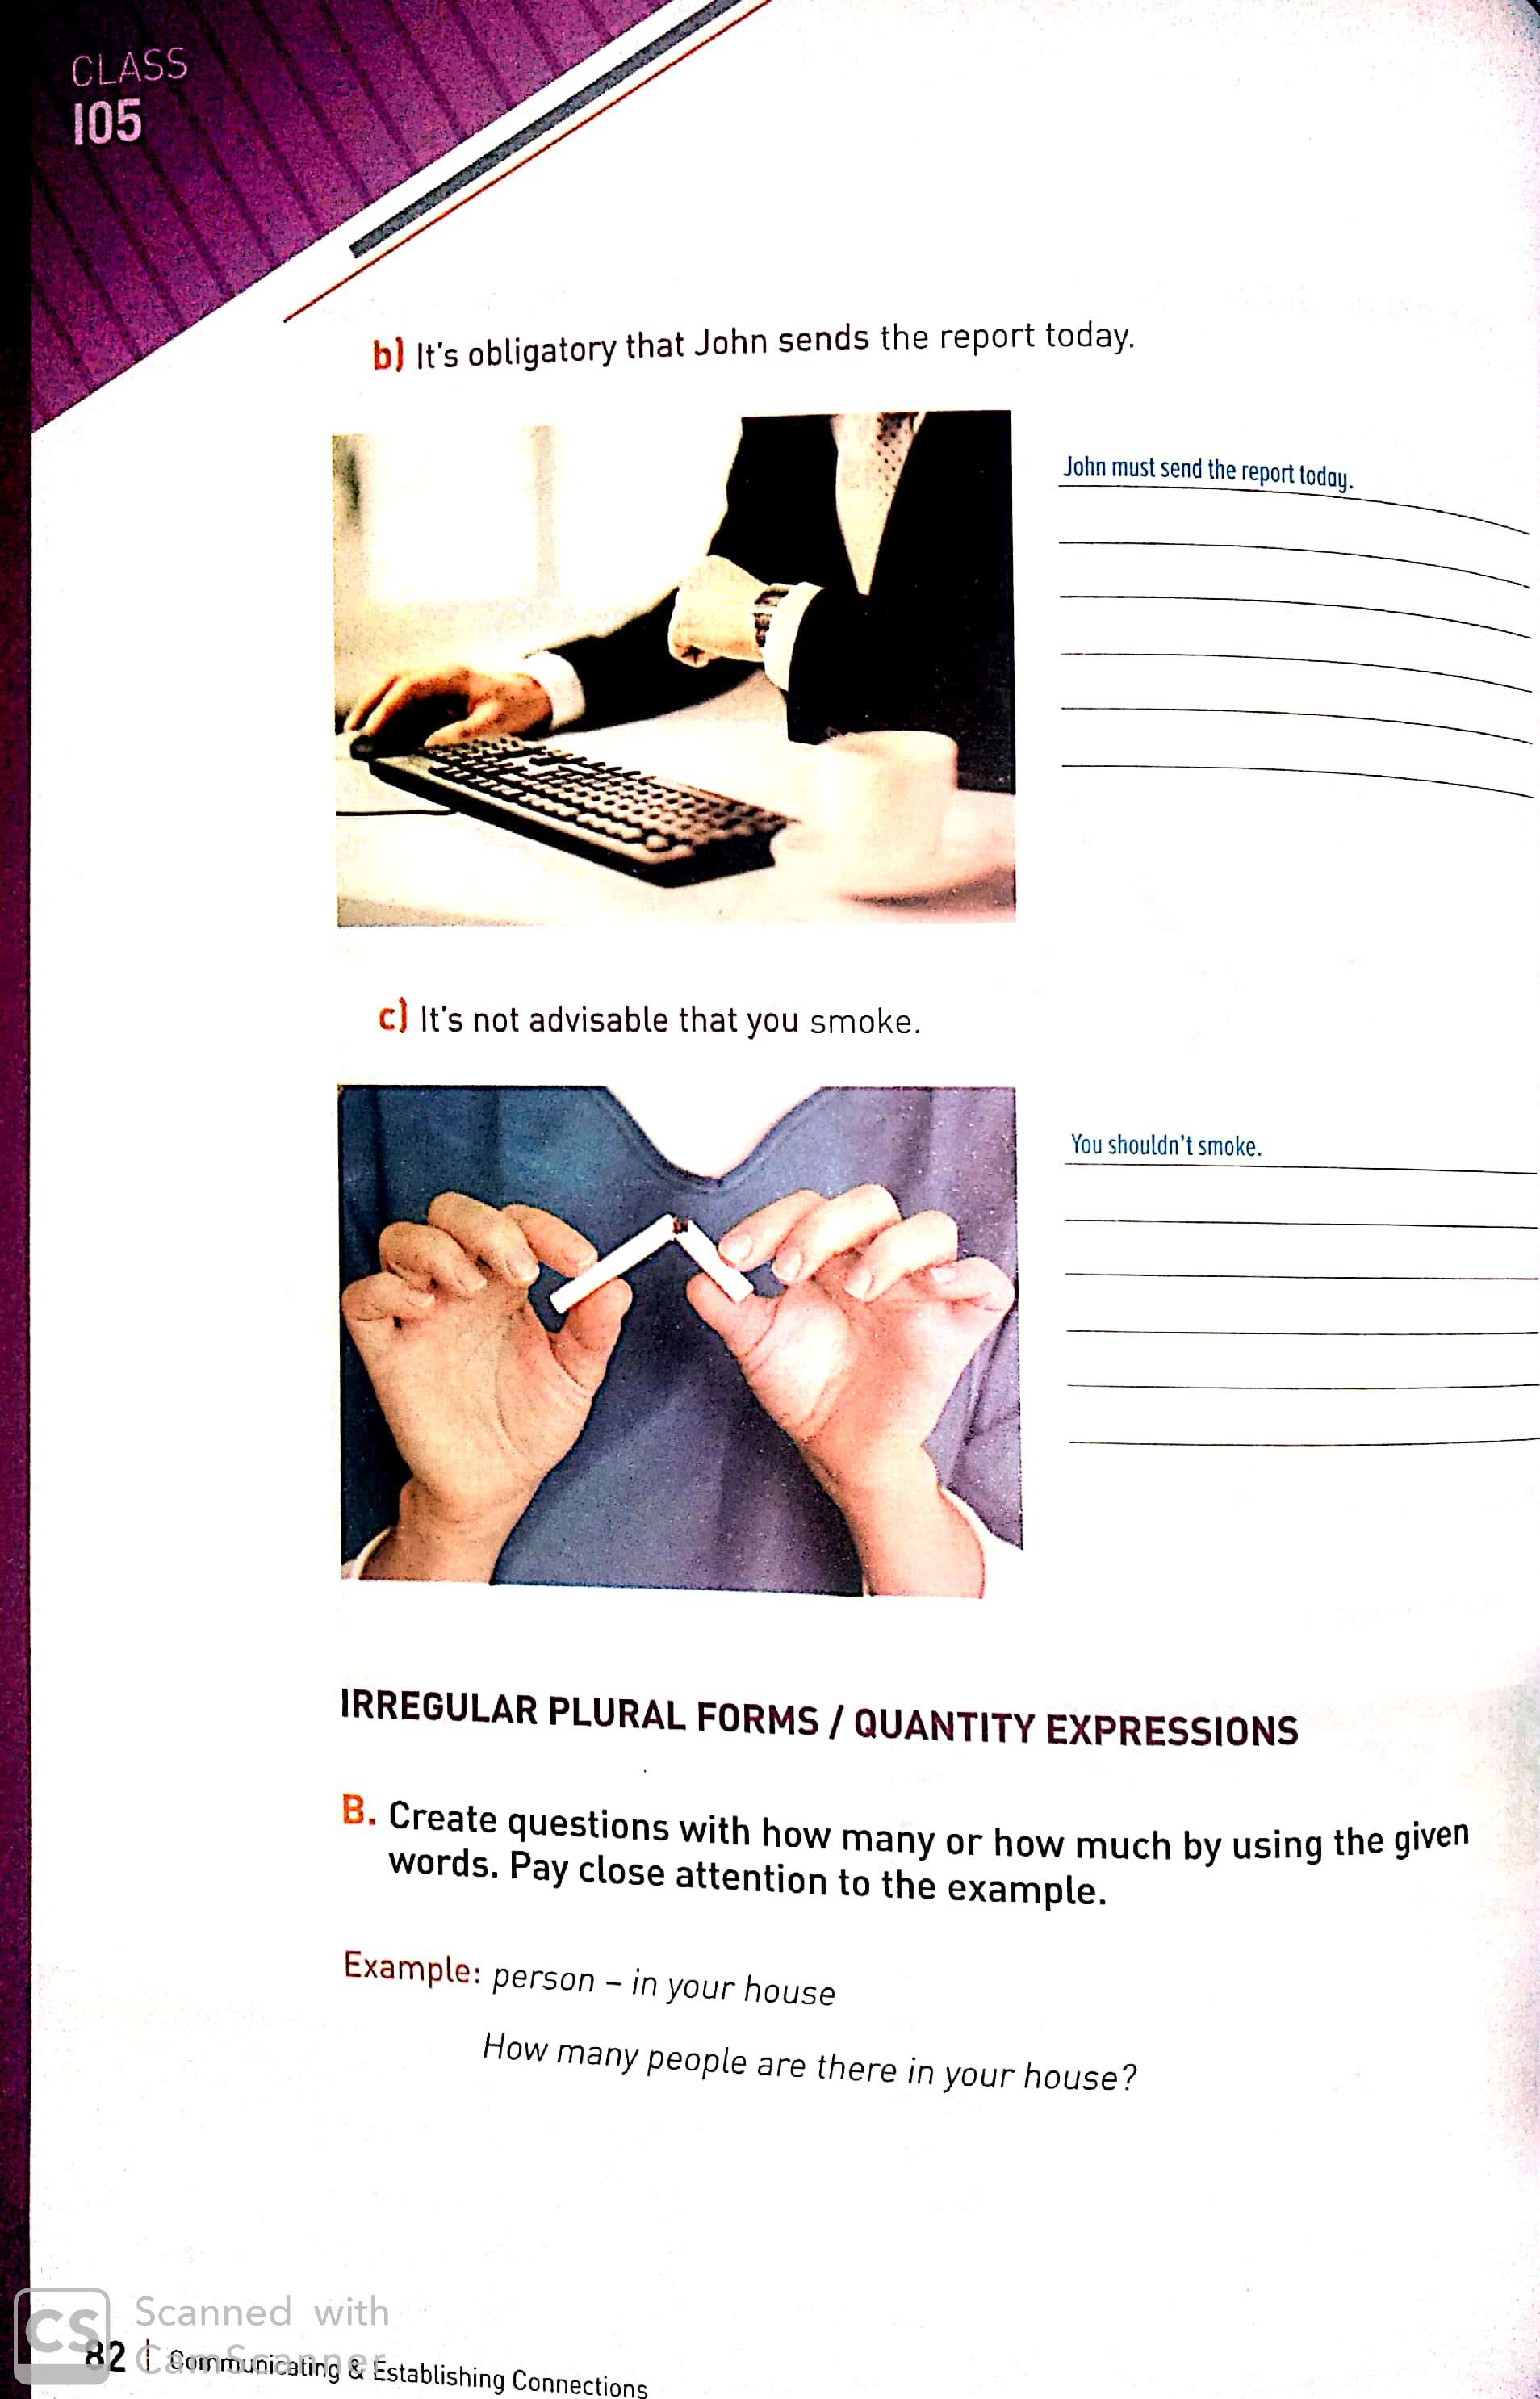 CLASS
105
b) It's obligatory that John sends the report today.
John must send the report today.
c) It's not advisable that you smoke.
You shouldn't smoke.
IRREGULAR PLURAL FORMS / QUANTITY EXPRESSIONS
B. Create questions with how many or how much by using the given
words. Pay close attention to the example.
Example: person – in your house
How many people are there in your house?
CS Scanned with
CamScanner
82 | Communicating & Establishing Connections